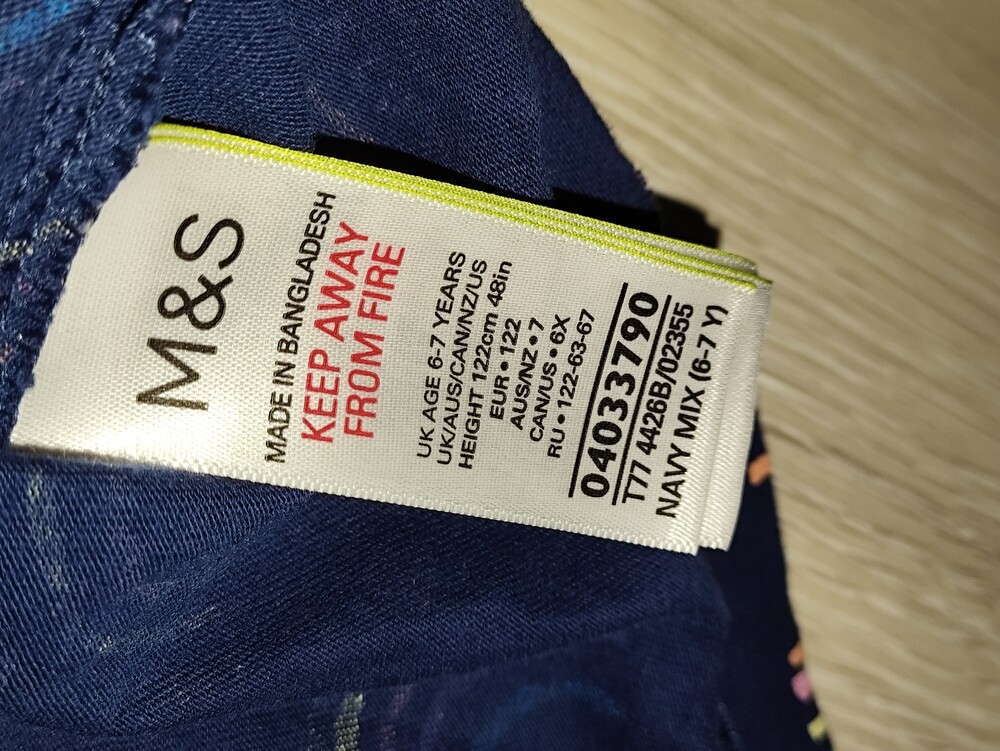 M&S
MADE IN BANGLADESH
KEEP AWAY
FROM FIRE
UK AGE 6-7 YEARS
UK/AUS/CAN/NZ/US
HEIGHT 122cm 48in
EUR•122
AUS/NZ•7
CAN/US•6X
RU•122-63-67
04033790
T77 4426B/02355
NAVY MIX (6-7 Y)